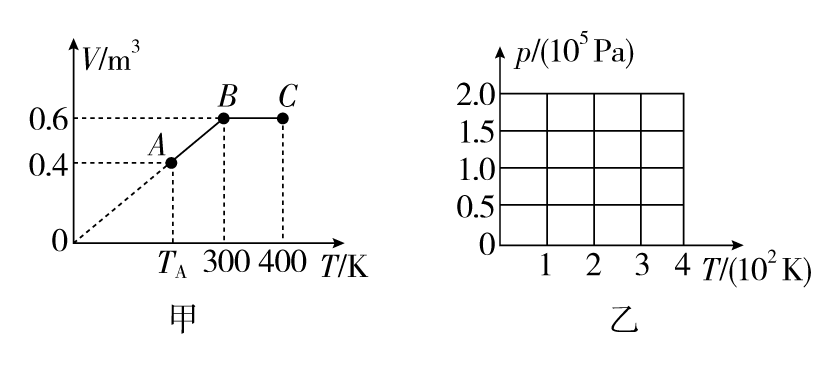 V/m³
B C
0.6
A
0.4
0
T_A 300 400 T/K
甲
p/(10⁵ Pa)
2.0
1.5
1.0
0.5
0
1 2 3 4 T/(10² K)
乙